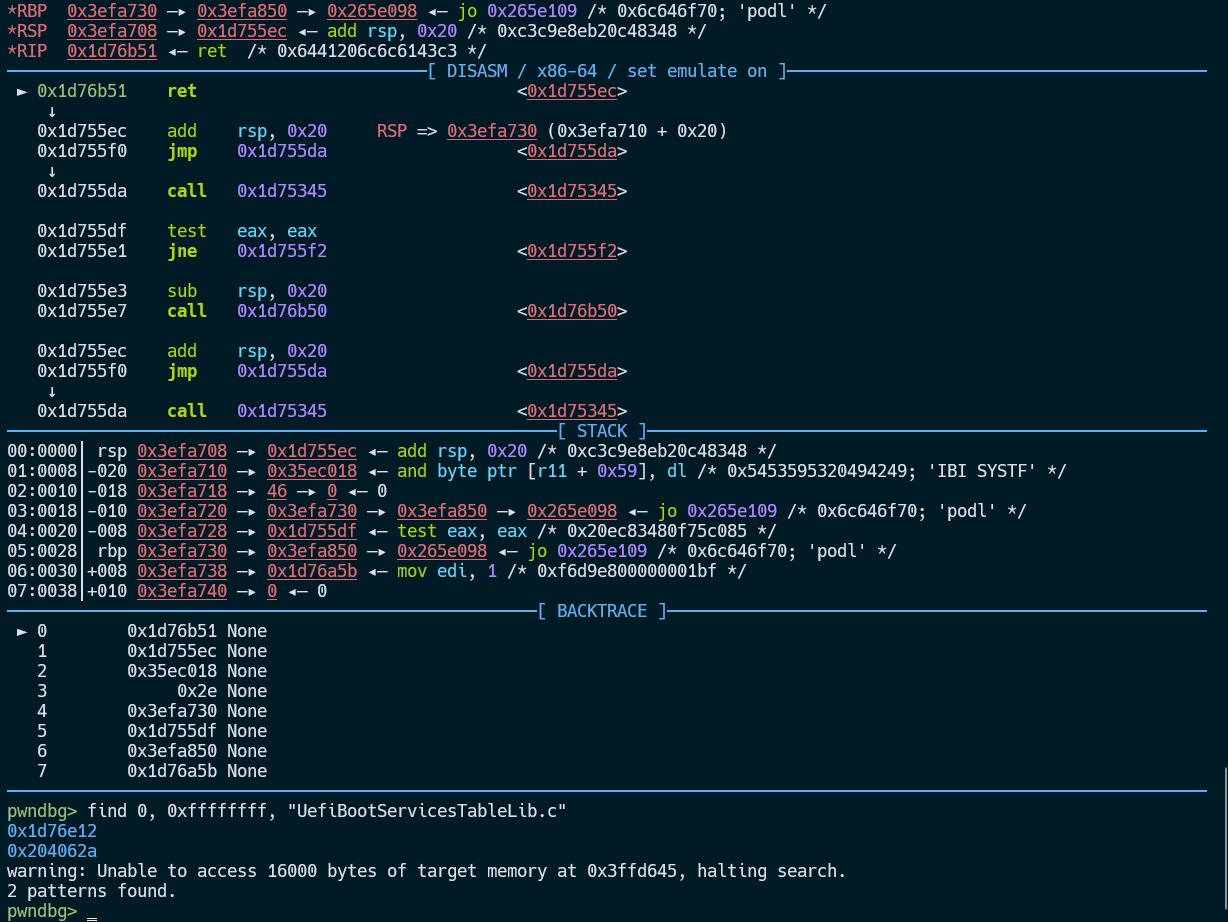 *RBP  0x3efa730 —▸ 0x3efa850 —▸ 0x265e098 ◂— jo 0x265e109 /* 0x6c646f70; 'podl' */
*RSP  0x3efa708 —▸ 0x1d755ec ◂— add rsp, 0x20 /* 0xc3c9e8eb20c48348 */
*RIP  0x1d76b51 ◂— ret  /* 0x6441206c6c6143c3 */
[ DISASM / x86-64 / set emulate on ]
► 0x1d76b51    ret                                <0x1d755ec>
↓
0x1d755ec    add    rsp, 0x20     RSP => 0x3efa730 (0x3efa710 + 0x20)
0x1d755f0    jmp    0x1d755da                   <0x1d755da>
↓
0x1d755da    call   0x1d75345                   <0x1d75345>
0x1d755df    test   eax, eax
0x1d755e1    jne    0x1d755f2                   <0x1d755f2>
0x1d755e3    sub    rsp, 0x20
0x1d755e7    call   0x1d76b50                   <0x1d76b50>
0x1d755ec    add    rsp, 0x20
0x1d755f0    jmp    0x1d755da                   <0x1d755da>
↓
0x1d755da    call   0x1d75345                   <0x1d75345>
[ STACK ]
00:0000│ rsp 0x3efa708 —▸ 0x1d755ec ◂— add rsp, 0x20 /* 0xc3c9e8eb20c48348 */
01:0008│-020 0x3efa710 —▸ 0x35ec018 ◂— and byte ptr [r11 + 0x59], dl /* 0x5453595320494249; 'IBI SYSTF' */
02:0010│-018 0x3efa718 —▸ 46 —▸ 0 ◂— 0
03:0018│-010 0x3efa720 —▸ 0x3efa730 —▸ 0x3efa850 —▸ 0x265e098 ◂— jo 0x265e109 /* 0x6c646f70; 'podl' */
04:0020│-008 0x3efa728 —▸ 0x1d755df ◂— test eax, eax /* 0x20ec83480f75c085 */
05:0028│ rbp 0x3efa730 —▸ 0x3efa850 —▸ 0x265e098 ◂— jo 0x265e109 /* 0x6c646f70; 'podl' */
06:0030│+008 0x3efa738 —▸ 0x1d76a5b ◂— mov edi, 1 /* 0xf6d9e800000001bf */
07:0038│+010 0x3efa740 —▸ 0 ◂— 0
[ BACKTRACE ]
► 0        0x1d76b51 None
1        0x1d755ec None
2        0x35ec018 None
3             0x2e None
4        0x3efa730 None
5        0x1d755df None
6        0x3efa850 None
7        0x1d76a5b None
pwndbg> find 0, 0xffffffff, "UefiBootServicesTableLib.c"
0x1d76e12
0x204062a
warning: Unable to access 16000 bytes of target memory at 0x3ffd645, halting search.
2 patterns found.
pwndbg> _